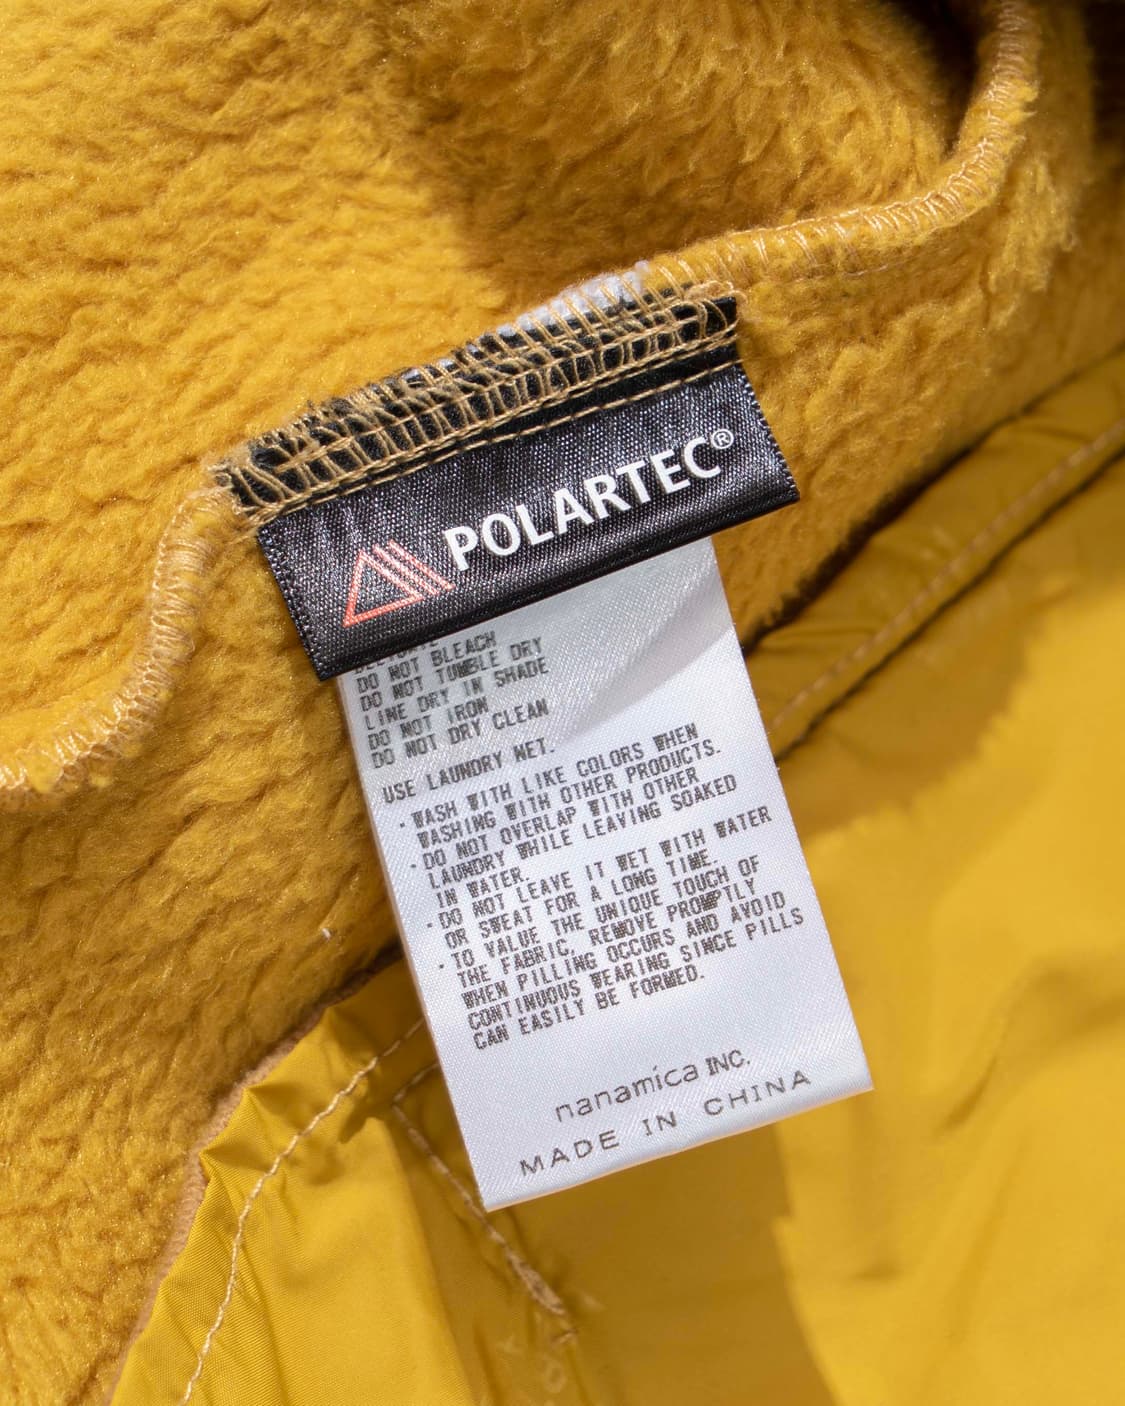 POLARTEC®
DO NOT BLEACH
DO NOT TUMBLE DRY
LINE DRY IN SHADE
DO NOT IRON
DO NOT DRY CLEAN
USE LAUNDRY NET.
・WASH WITH LIKE COLORS WHEN
WASHING WITH OTHER PRODUCTS.
・DO NOT OVERLAP WITH OTHER
LAUNDRY WHILE LEAVING SOAKED
IN WATER.
・DO NOT LEAVE IT WET WITH WATER
OR SWEAT FOR A LONG TIME.
・TO VALUE THE UNIQUE TOUCH OF
THE FABRIC, REMOVE PROMPTLY
WHEN PILLING OCCURS AND AVOID
CONTINUOUS WEARING SINCE PILLS
CAN EASILY BE FORMED.
nanamica INC.
MADE IN CHINA